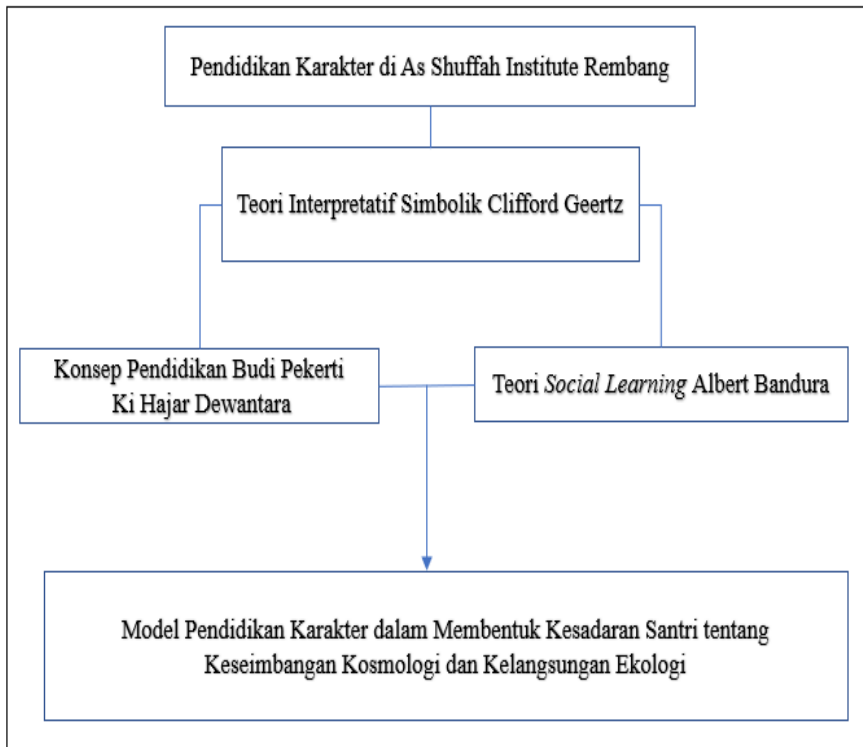 Pendidikan Karakter di As Shuffah Institute Rembang
Teori Interpretatif Simbolik Clifford Geertz
Konsep Pendidikan Budi Pekerti
Ki Hajar Dewantara
Teori Social Learning Albert Bandura
Model Pendidikan Karakter dalam Membentuk Kesadaran Santri tentang
Keseimbangan Kosmologi dan Kelangsungan Ekologi